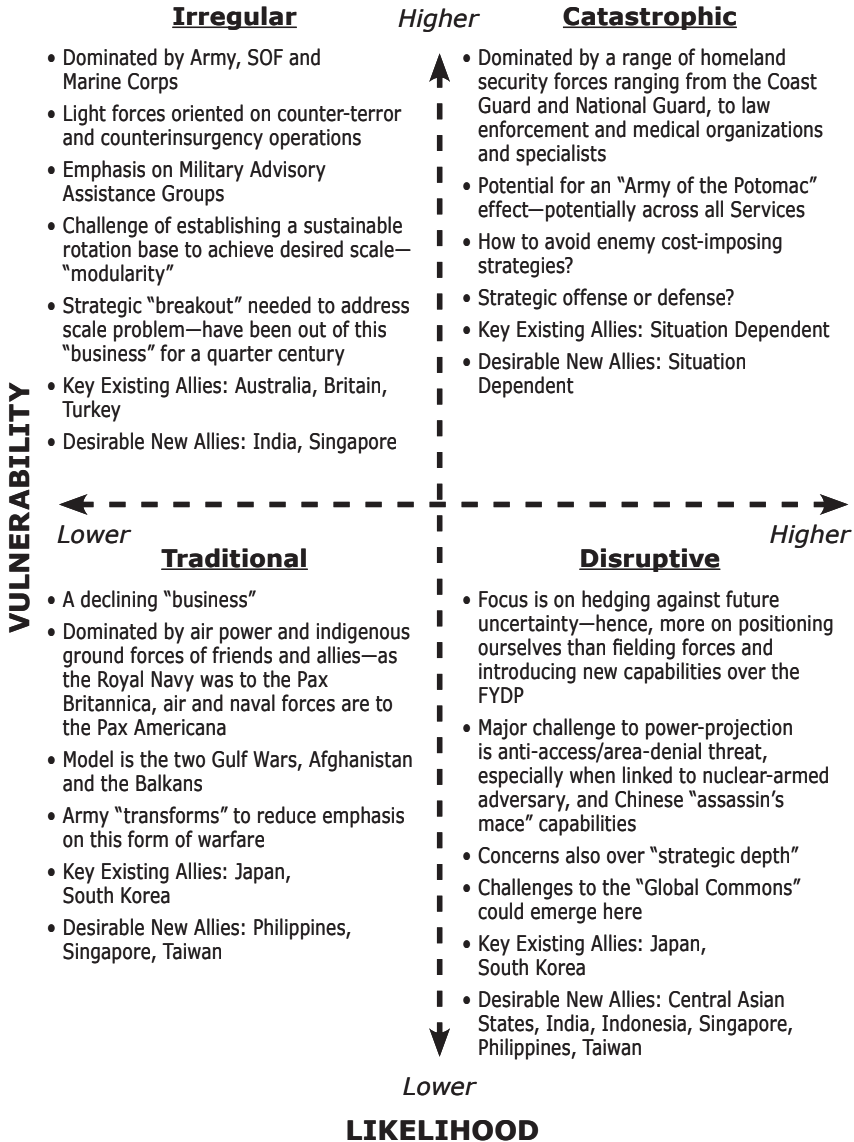 Irregular
Higher
Catastrophic
• Dominated by Army, SOF and
Marine Corps
• Light forces oriented on counter-terror
and counterinsurgency operations
• Emphasis on Military Advisory
Assistance Groups
• Challenge of establishing a sustainable
rotation base to achieve desired scale—
“modularity”
• Strategic “breakout” needed to address
scale problem—have been out of this
“business” for a quarter century
• Key Existing Allies: Australia, Britain,
Turkey
• Desirable New Allies: India, Singapore
• Dominated by a range of homeland
security forces ranging from the Coast
Guard and National Guard, to law
enforcement and medical organizations
and specialists
• Potential for an “Army of the Potomac”
effect—potentially across all Services
• How to avoid enemy cost-imposing
strategies?
• Strategic offense or defense?
• Key Existing Allies: Situation Dependent
• Desirable New Allies: Situation
Dependent
VULNERABILITY
Lower
Higher
Traditional
• A declining “business”
• Dominated by air power and indigenous
ground forces of friends and allies—as
the Royal Navy was to the Pax
Britannica, air and naval forces are to
the Pax Americana
• Model is the two Gulf Wars, Afghanistan
and the Balkans
• Army “transforms” to reduce emphasis
on this form of warfare
• Key Existing Allies: Japan,
South Korea
• Desirable New Allies: Philippines,
Singapore, Taiwan
Disruptive
• Focus is on hedging against future
uncertainty—hence, more on positioning
ourselves than fielding forces and
introducing new capabilities over the
FYDP
• Major challenge to power-projection
is anti-access/area-denial threat,
especially when linked to nuclear-armed
adversary, and Chinese “assassin’s
mace” capabilities
• Concerns also over “strategic depth”
• Challenges to the “Global Commons”
could emerge here
• Key Existing Allies: Japan,
South Korea
• Desirable New Allies: Central Asian
States, India, Indonesia, Singapore,
Philippines, Taiwan
Lower
LIKELIHOOD